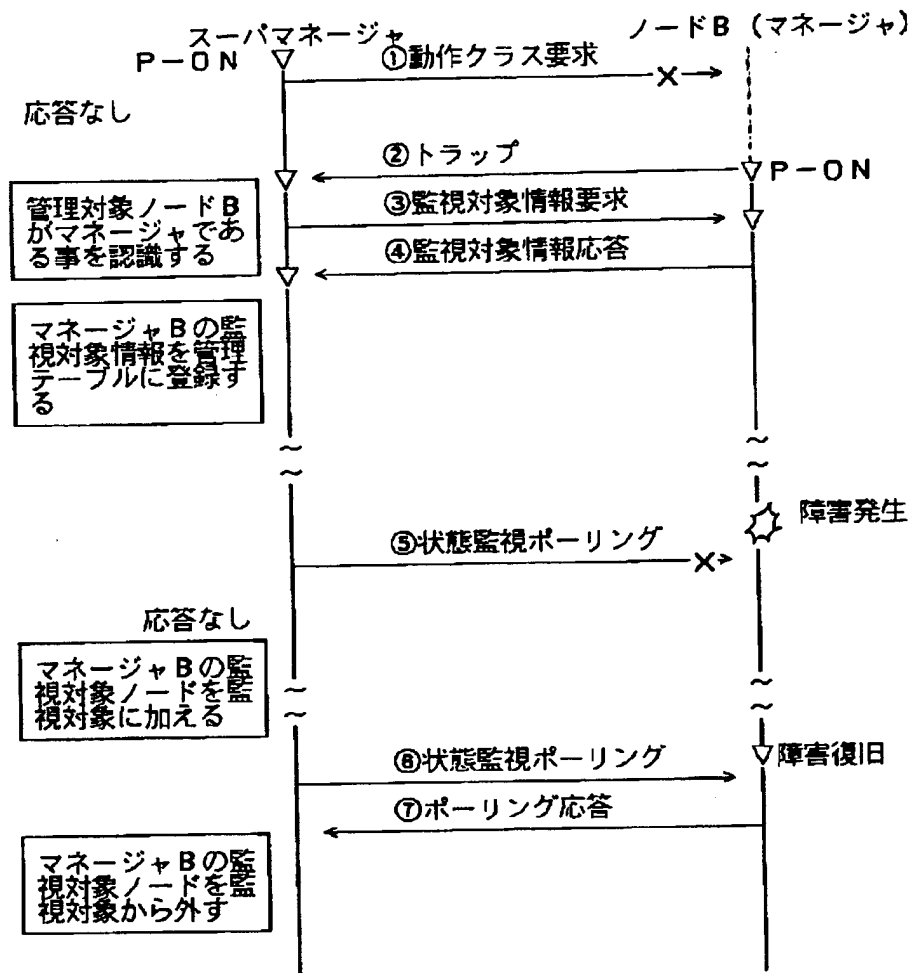 スーパマネージャ
ノードB(マネージャ)
P-ON
①動作クラス要求
応答なし
②トラップ
P-ON
管理対象ノードB
がマネージャであ
る事を認識する
③監視対象情報要求
④監視対象情報応答
マネージャBの監
視対象情報を管理
テーブルに登録す
る
障害発生
⑤状態監視ポーリング
応答なし
マネージャBの監
視対象ノードを監
視対象に加える
⑥状態監視ポーリング
障害復旧
⑦ポーリング応答
マネージャBの監
視対象ノードを監
視対象から外す